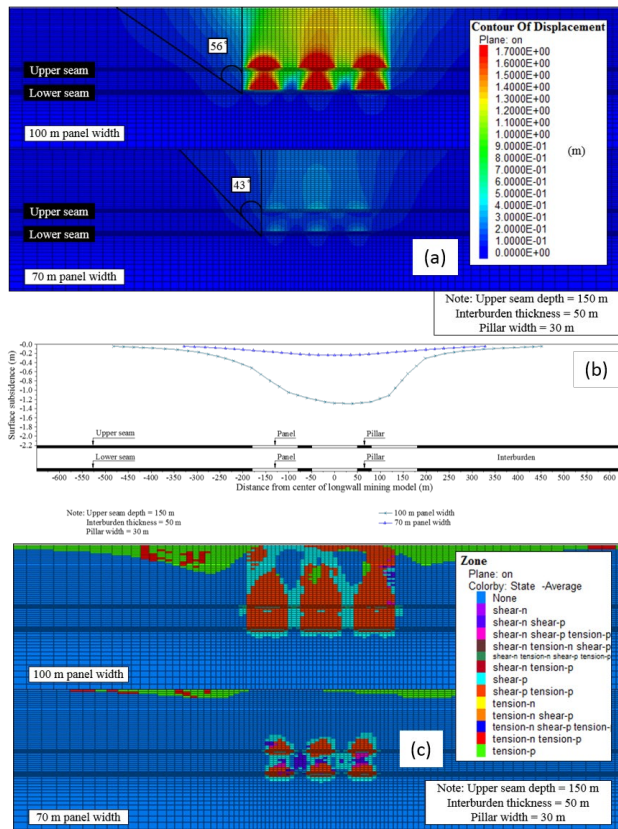 Contour Of Displacement
Plane: on
1.7000E+00
1.6000E+00
1.5000E+00
1.4000E+00
1.3000E+00
1.2000E+00
1.1000E+00
1.0000E+00
9.0000E-01
8.0000E-01
7.0000E-01
6.0000E-01
5.0000E-01
4.0000E-01
3.0000E-01
2.0000E-01
1.0000E-01
0.0000E+00
(m)
56°
Upper seam
Lower seam
100 m panel width
43°
Upper seam
Lower seam
70 m panel width
(a)
Note: Upper seam depth = 150 m
Interburden thickness = 50 m
Pillar width = 30 m
(b)
Surface subsidence (m)
-0.0
-0.2
-0.4
-0.6
-0.8
-1.0
-1.2
-1.4
-1.6
-1.8
-2.0
-2.2
Upper seam Panel Pillar
Lower seam Panel Pillar Interburden
-600 -550 -500 -450 -400 -350 -300 -250 -200 -150 -100 -50 0 50 100 150 200 250 300 350 400 450 500 550 600
Distance from center of longwall mining model (m)
Note: Upper seam depth = 150 m
Interburden thickness = 50 m
Pillar width = 30 m
100 m panel width
70 m panel width
Zone
Plane: on
Colorby: State -Average
None
shear-n
shear-n shear-p
shear-n shear-p tension-p
shear-n tension-n shear-p
shear-n tension-n shear-p tension-p
shear-n tension-p
shear-p
shear-p tension-p
tension-n
tension-n shear-p
tension-n shear-p tension-
tension-n tension-p
tension-p
100 m panel width
(c)
70 m panel width
Note: Upper seam depth = 150 m
Interburden thickness = 50 m
Pillar width = 30 m